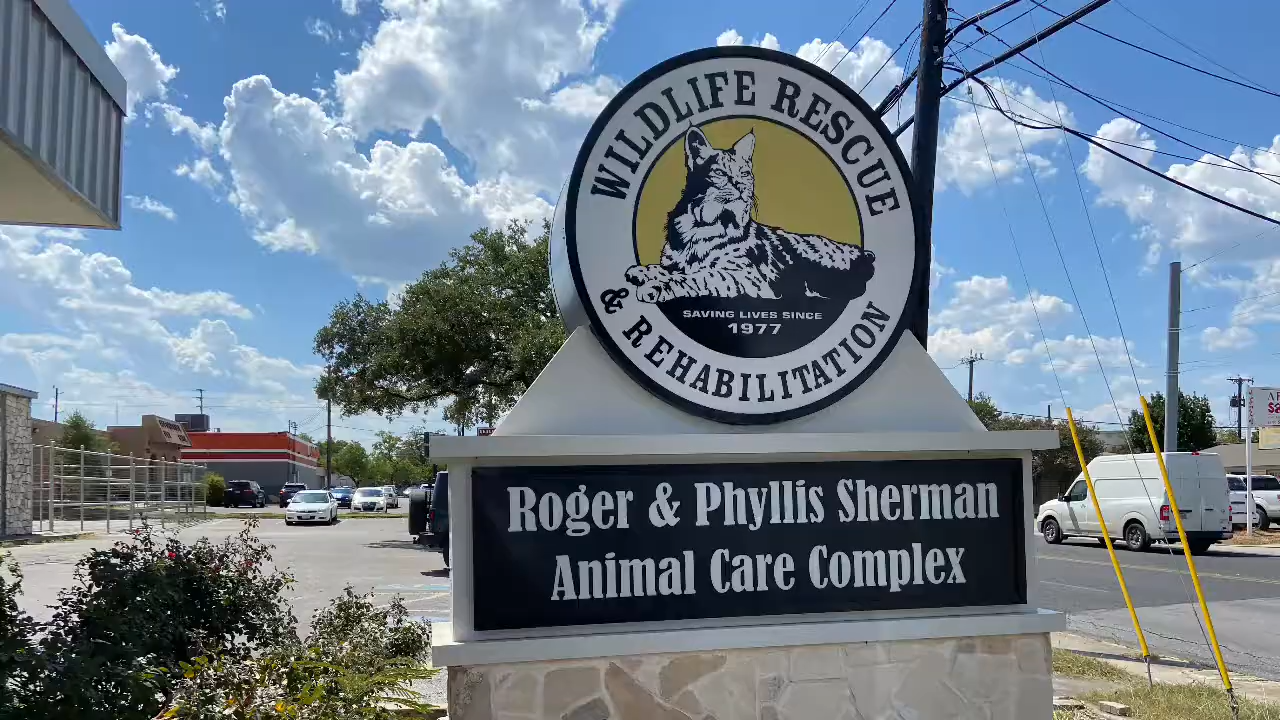 WILDLIFE RESCUE
& REHABILITATION
SAVING LIVES SINCE
1977
Roger & Phyllis Sherman
Animal Care Complex